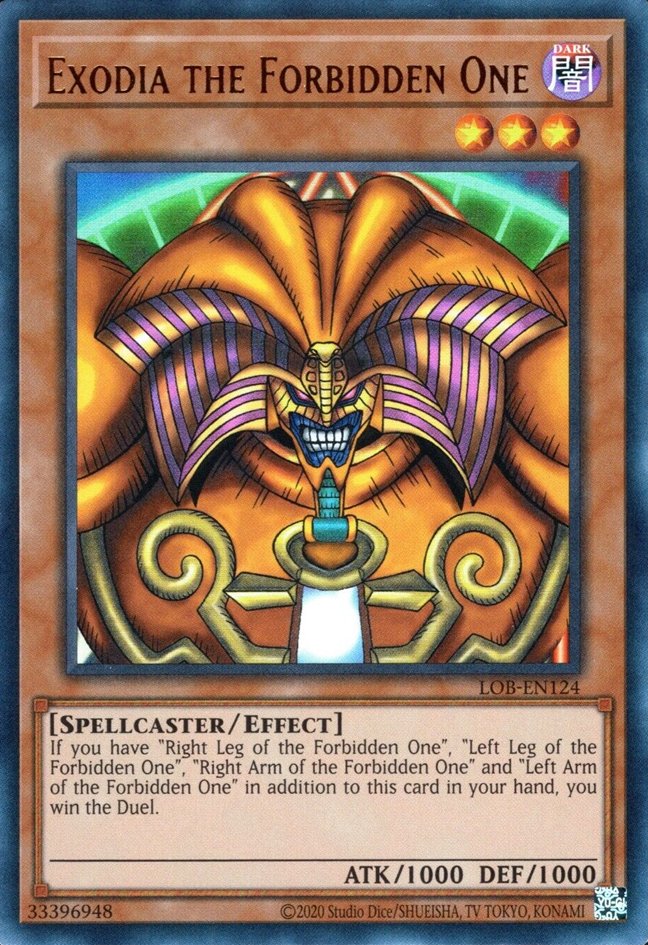 EXODIA THE FORBIDDEN ONE
DARK
闇
LOB-EN124
[SPELLCASTER/EFFECT]
If you have “Right Leg of the Forbidden One”, “Left Leg of the
Forbidden One”, “Right Arm of the Forbidden One” and “Left Arm
of the Forbidden One” in addition to this card in your hand, you
win the Duel.
ATK/1000 DEF/1000
33396948
©2020 Studio Dice/SHUEISHA, TV TOKYO, KONAMI